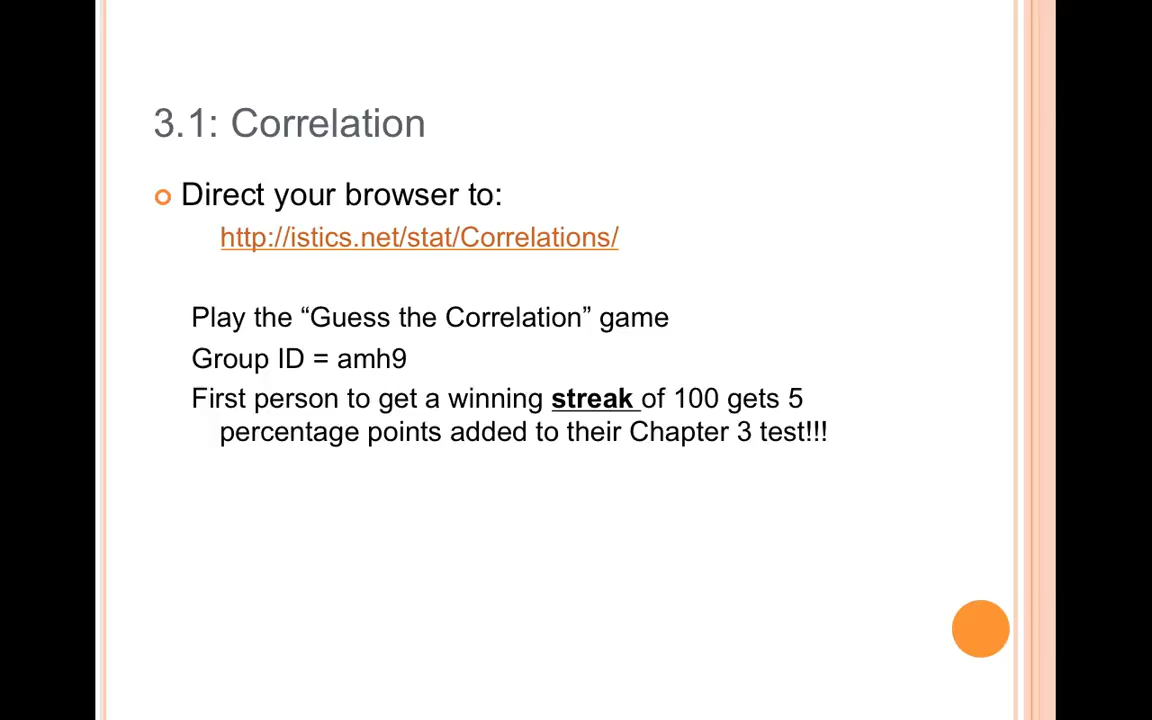 3.1: Correlation
Direct your browser to:
http://istics.net/stat/Correlations/
Play the “Guess the Correlation” game
Group ID = amh9
First person to get a winning streak of 100 gets 5
percentage points added to their Chapter 3 test!!!